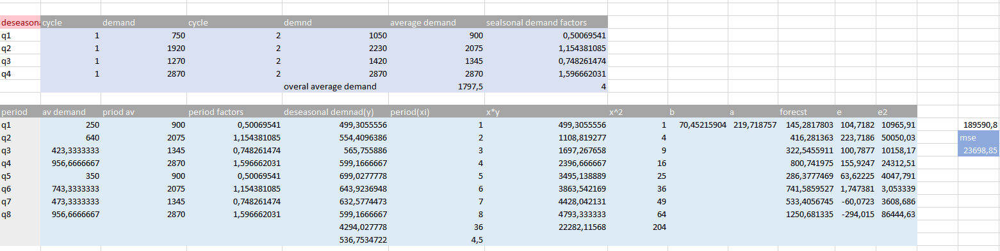 deseason cycle demand cycle demnd average demand sealsonal demand factors
q1 1 750 2 1050 900 0,50069541
q2 1 1920 2 2230 2075 1,154381085
q3 1 1270 2 1420 1345 0,748261474
q4 1 2870 2 2870 2870 1,596662031
overal average demand 1797,5 4
period av demand priod av period factors deseasonal demnad(y) period(xi) x*y x^2 b a forecst e e2
q1 250 900 0,50069541 499,3055556 1 499,3055556 1 70,45215904 219,718757 145,2817803 104,7182 10965,91 189590,8
q2 640 2075 1,154381085 554,4096386 2 1108,819277 4 416,281363 223,7186 50050,03 mse
q3 423,3333333 1345 0,748261474 565,755886 3 1697,267658 9 322,5455911 100,7877 10158,17 23698,85
q4 956,6666667 2870 1,596662031 599,1666667 4 2396,666667 16 800,741975 155,9247 24312,51
q5 350 900 0,50069541 699,0277778 5 3495,138889 25 286,3777469 63,62225 4047,791
q6 743,3333333 2075 1,154381085 643,9236948 6 3863,542169 36 741,5859527 1,747381 3,053339
q7 473,3333333 1345 0,748261474 632,5774473 7 4428,042131 49 533,4056745 -60,0723 3608,686
q8 956,6666667 2870 1,596662031 599,1666667 8 4793,333333 64 1250,681335 -294,015 86444,63
4294,027778 36 22282,11568 204
536,7534722 4,5